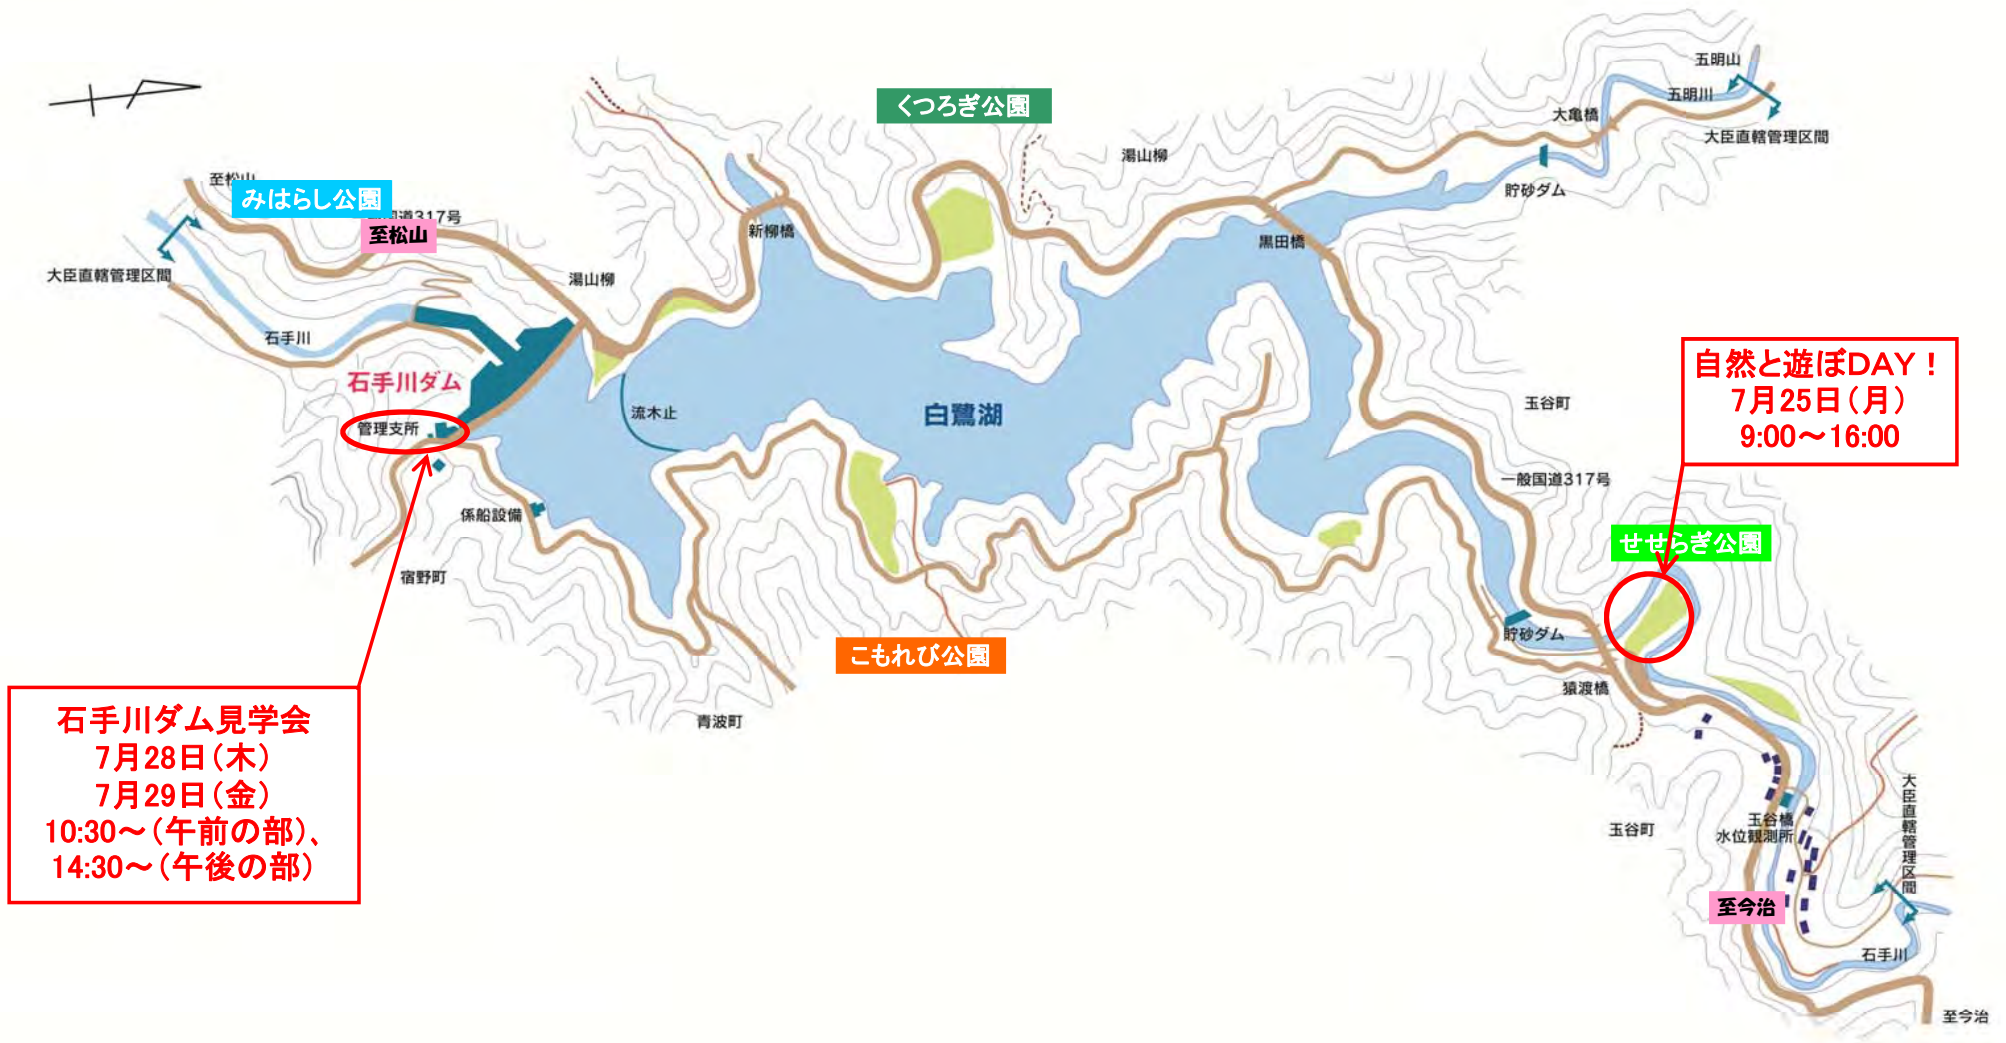 五明山
五明川
大亀橋
大臣直轄管理区間
くつろぎ公園
湯山柳
貯砂ダム
至松山
みはらし公園
国道317号
至松山
新柳橋
黒田橋
大臣直轄管理区間
湯山柳
石手川
石手川ダム
管理支所
流木止
白鷺湖
玉谷町
自然と遊ぼDAY！
7月25日（月）
9:00～16:00
一般国道317号
係船設備
せせらぎ公園
宿野町
貯砂ダム
こもれび公園
猿渡橋
青波町
石手川ダム見学会
7月28日（木）
7月29日（金）
10:30～（午前の部）、
14:30～（午後の部）
大臣直轄管理区間
玉谷橋
水位観測所
玉谷町
至今治
石手川
至今治